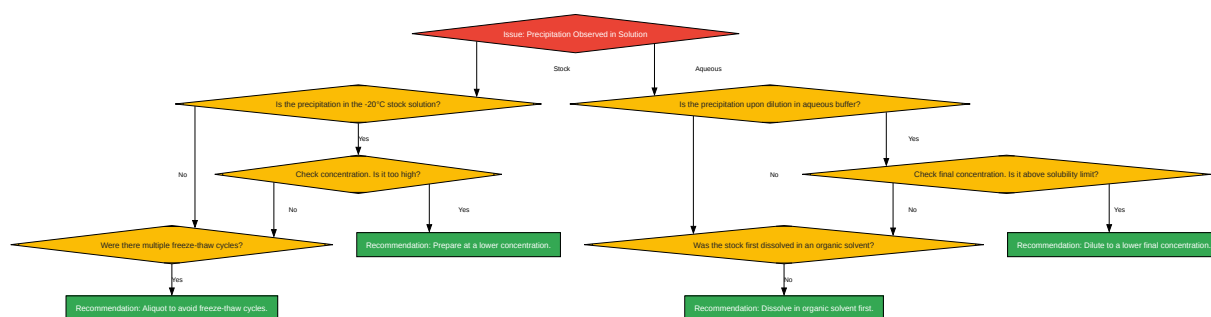 Issue: Precipitation Observed in Solution
Stock
Aqueous
Is the precipitation in the -20°C stock solution?
Is the precipitation upon dilution in aqueous buffer?
Yes
Yes
No
Check concentration. Is it too high?
No
Check final concentration. Is it above solubility limit?
No
Yes
No
Yes
Were there multiple freeze-thaw cycles?
Recommendation: Prepare at a lower concentration.
Was the stock first dissolved in an organic solvent?
Recommendation: Dilute to a lower final concentration.
Yes
No
Recommendation: Aliquot to avoid freeze-thaw cycles.
Recommendation: Dissolve in organic solvent first.